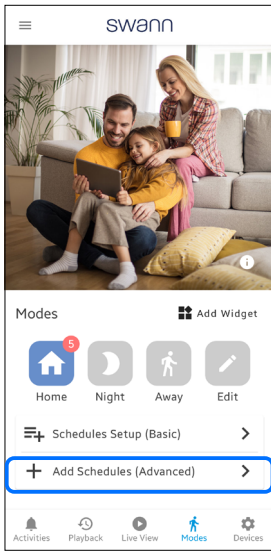 swann
Modes
Add Widget
5
Home Night Away Edit
Schedules Setup (Basic)
Add Schedules (Advanced)
Activities Playback Live View Modes Devices